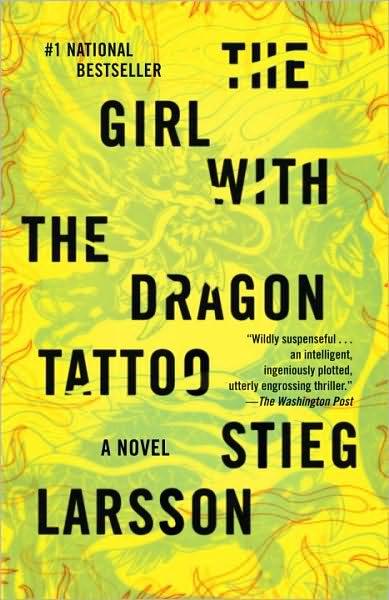 #1 NATIONAL
BESTSELLER
THE
GIRL
WITH
THE
DRAGON
TATTOO
"Wildly suspenseful . . .
an intelligent,
ingeniously plotted,
utterly engrossing thriller."
—The Washington Post
A NOVEL
STIEG
LARSSON